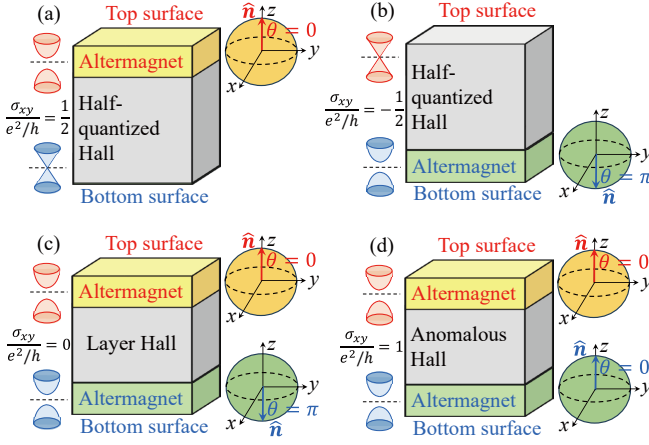 (a)
Top surface
n̂
z
θ = 0
y
x
Altermagnet
Half-
quantized
Hall
σxy/(e²/h) = 1/2
Bottom surface
(b)
Top surface
Half-
quantized
Hall
σxy/(e²/h) = −1/2
Altermagnet
Bottom surface
z
y
x
θ = π
n̂
(c)
Top surface
n̂
z
θ = 0
y
x
Altermagnet
σxy/(e²/h) = 0
Layer Hall
Altermagnet
Bottom surface
z
y
x
θ = π
n̂
(d)
Top surface
n̂
z
θ = 0
y
x
Altermagnet
σxy/(e²/h) = 1
Anomalous
Hall
Altermagnet
Bottom surface
n̂
z
θ = 0
y
x